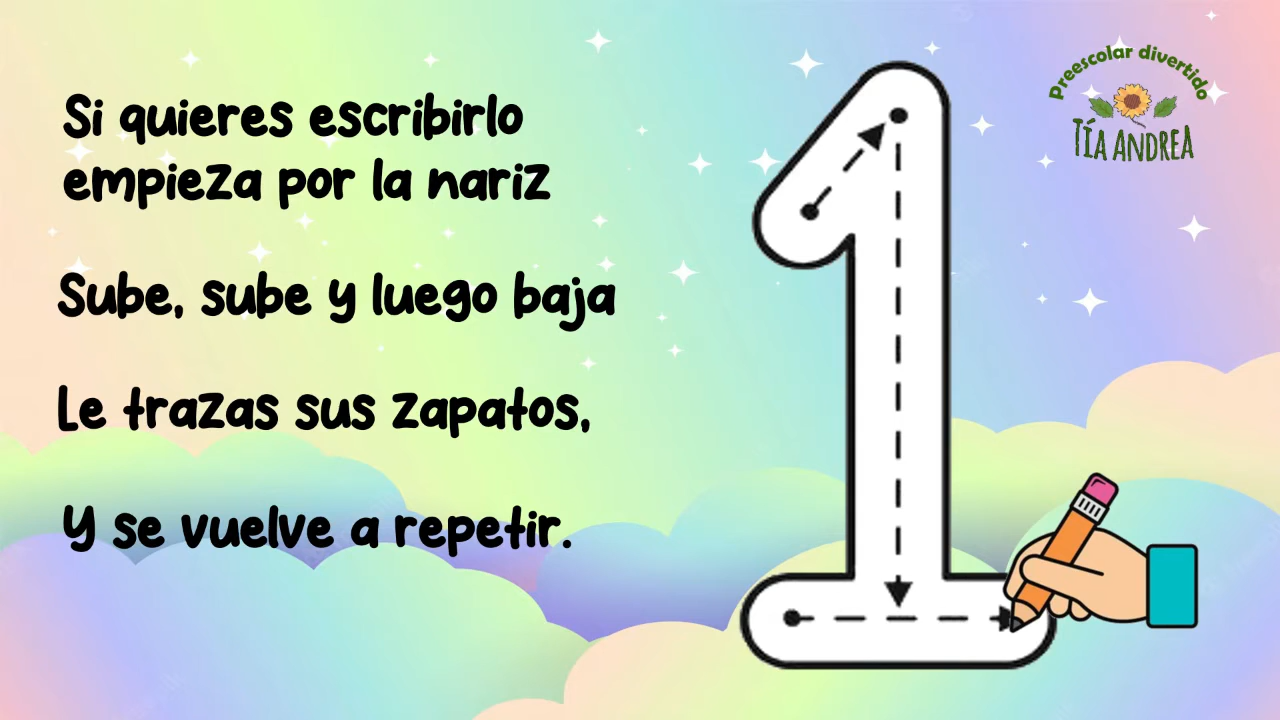 Si quieres escribirlo
empieza por la nariz
Sube, sube y luego baja
Le trazas sus zapatos,
Y se vuelve a repetir.
1
Preescolar divertido
TÍA ANDREA